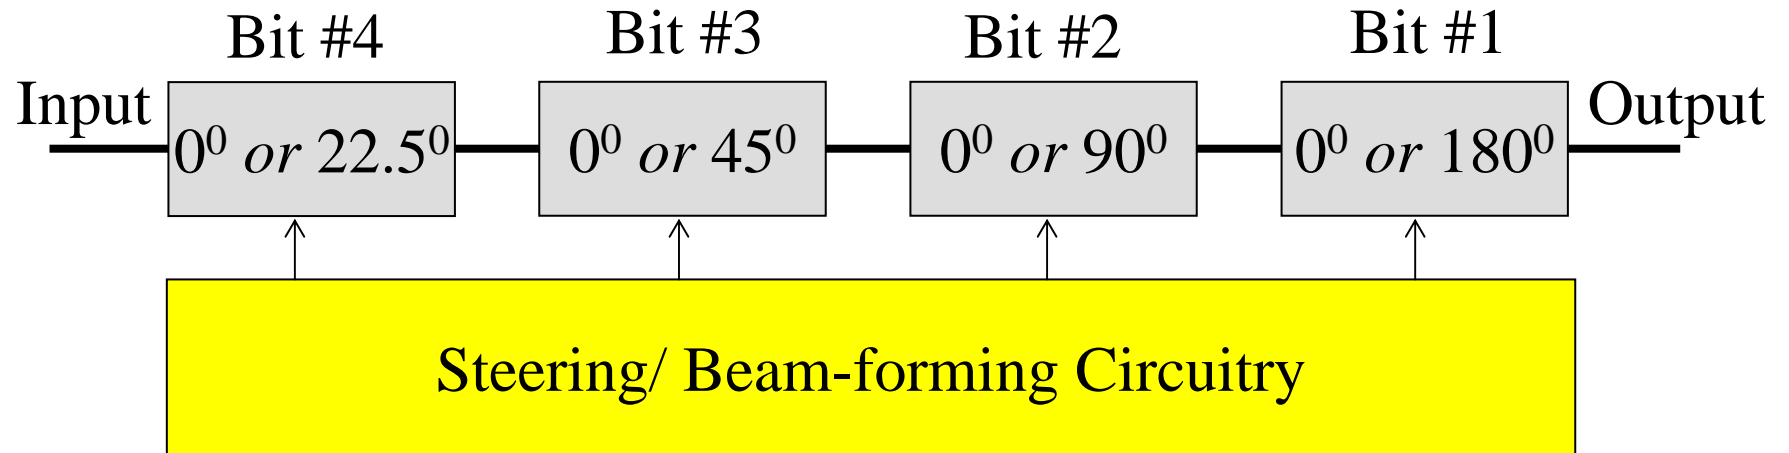 Bit #4 Bit #3 Bit #2 Bit #1
Input 0⁰ or 22.5⁰ 0⁰ or 45⁰ 0⁰ or 90⁰ 0⁰ or 180⁰ Output
Steering/ Beam-forming Circuitry